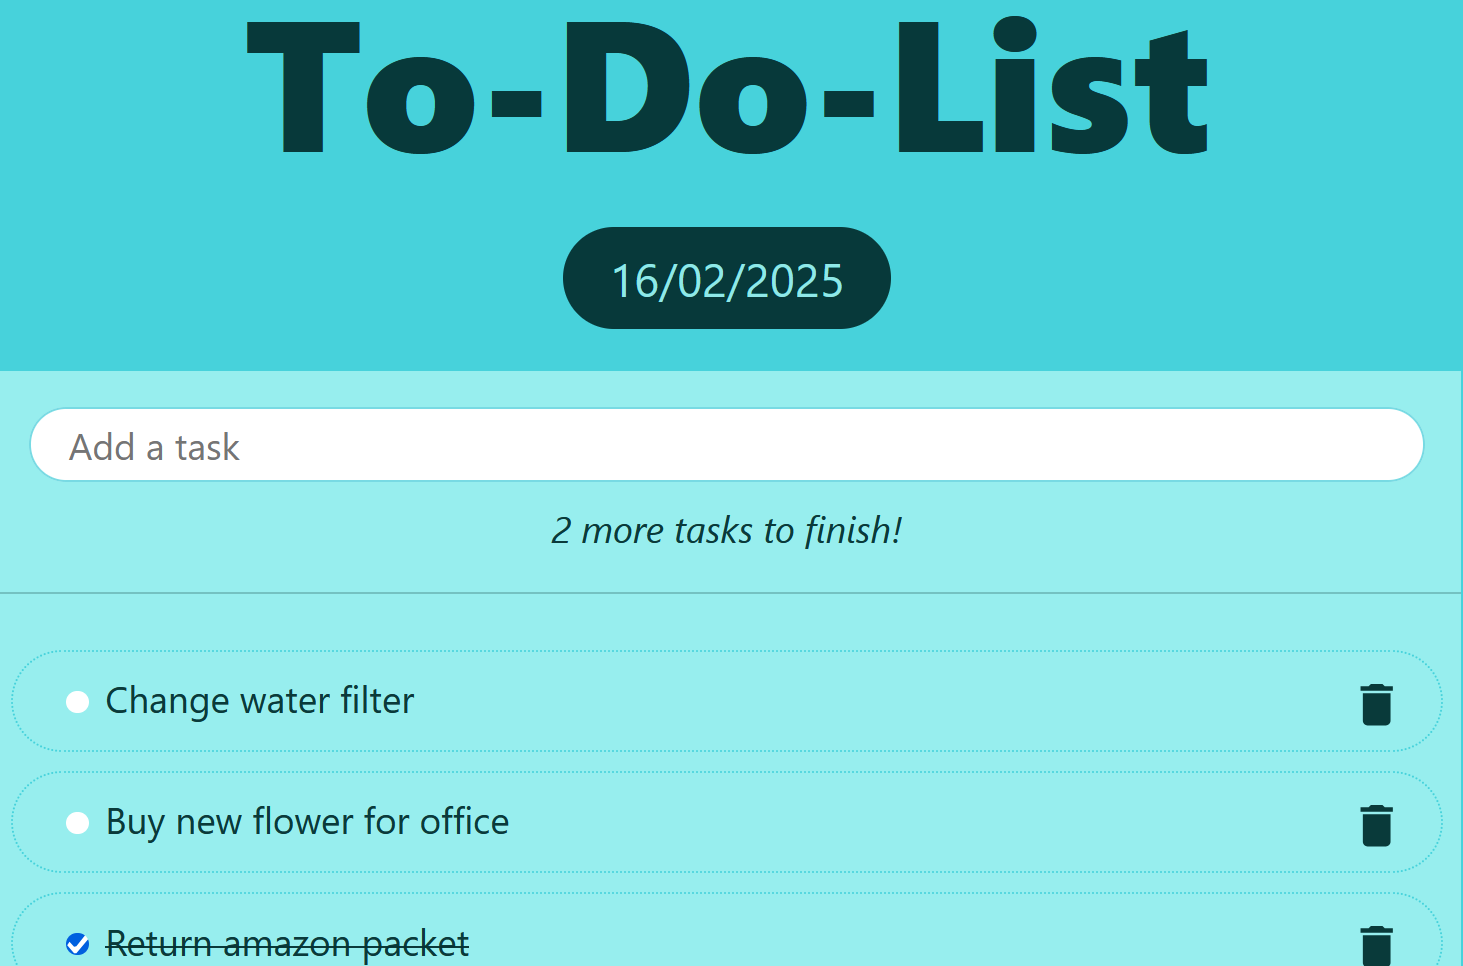 To-Do-List
16/02/2025
Add a task
2 more tasks to finish!
Change water filter
Buy new flower for office
Return amazon packet